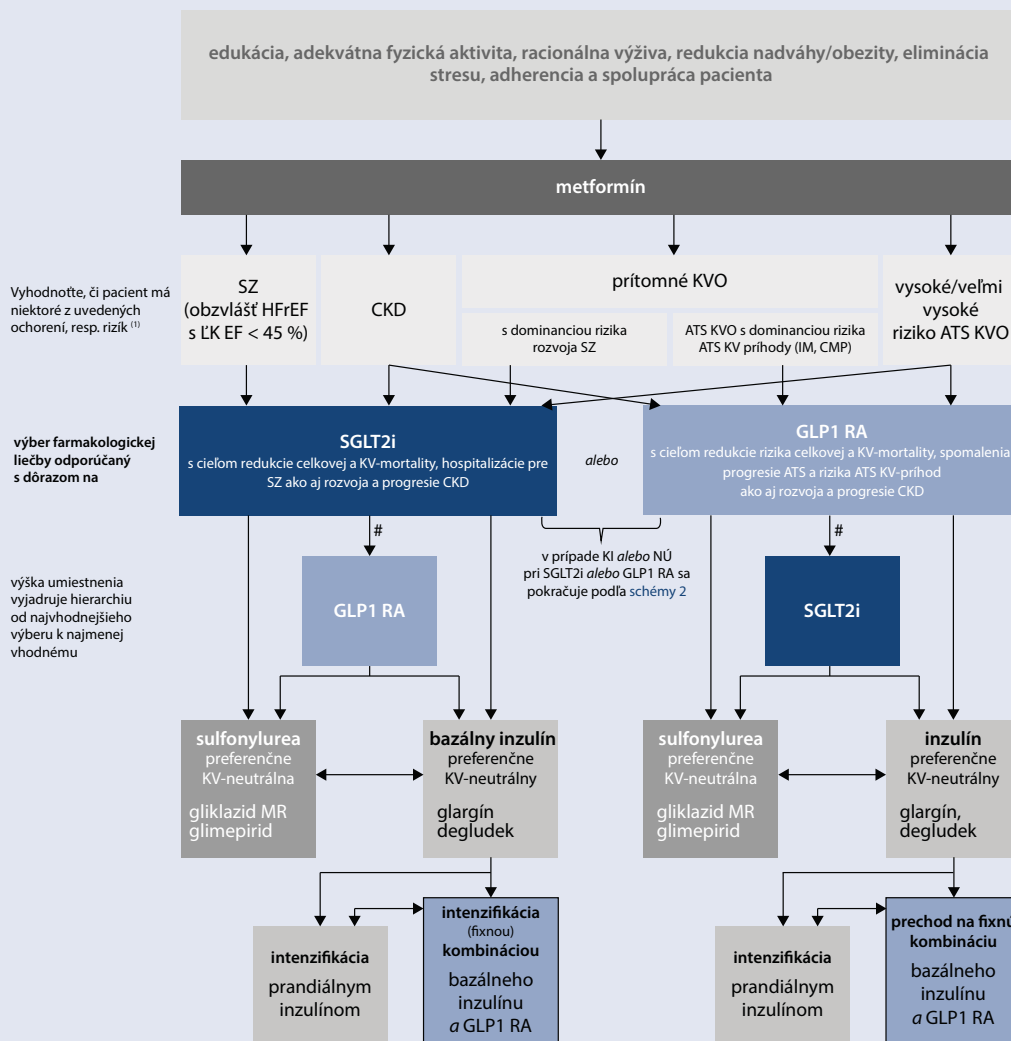 edukácia, adekvátna fyzická aktivita, racionálna výživa, redukcia nadváhy/obezity, eliminácia
stresu, adherencia a spolupráca pacienta
metformín
Vyhodnoťte, či pacient má
niektoré z uvedených
ochorení, resp. rizík (1)
SZ
(obzvlášť HFrEF
s ĽK EF < 45 %)
CKD
prítomné KVO
s dominanciou rizika
rozvoja SZ
ATS KVO s dominanciou rizika
ATS KV príhody (IM, CMP)
vysoké/veľmi
vysoké
riziko ATS KVO
výber farmakologickej
liečby odporúčaný
s dôrazom na
SGLT2i
s cieľom redukcie celkovej a KV-mortality, hospitalizácie pre
SZ ako aj rozvoja a progresie CKD
alebo
GLP1 RA
s cieľom redukcie rizika celkovej a KV-mortality, spomalenia
progresie ATS a rizika ATS KV-príhod
ako aj rozvoja a progresie CKD
#
#
v prípade KI alebo NÚ
pri SGLT2i alebo GLP1 RA sa
pokračuje podľa schémy 2
výška umiestnenia
vyjadruje hierarchiu
od najvhodnejšieho
výberu k najmenej
vhodnému
GLP1 RA
SGLT2i
sulfonylurea
preferenčne
KV-neutrálna
gliklazid MR
glimepirid
bazálny inzulín
preferenčne
KV-neutrálny
glargín
degludek
sulfonylurea
preferenčne
KV-neutrálna
gliklazid MR
glimepirid
inzulín
preferenčne
KV-neutrálny
glargín,
degludek
intenzifikácia
prandiálnym
inzulínom
intenzifikácia
(fixnou)
kombináciou
bazálneho
inzulínu
a GLP1 RA
intenzifikácia
prandiálnym
inzulínom
prechod na fixnú
kombináciu
bazálneho
inzulínu
a GLP1 RA